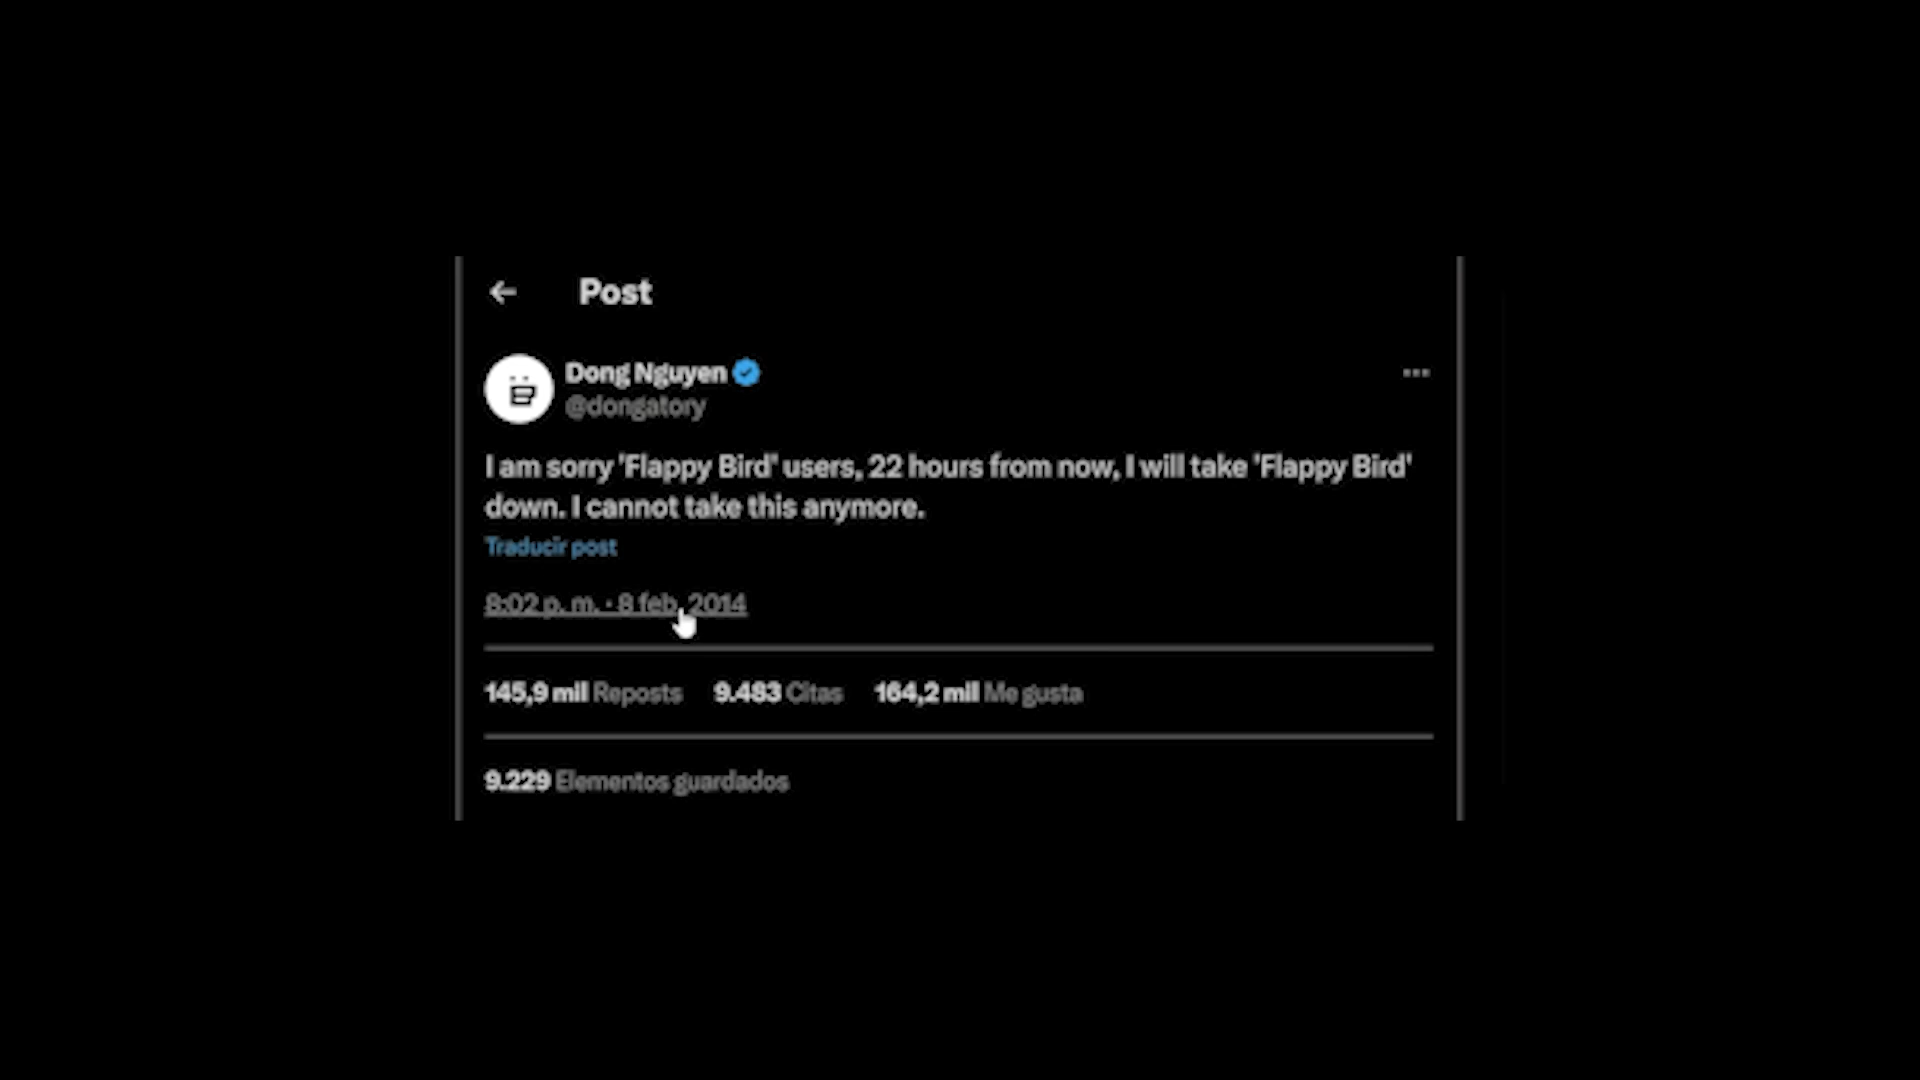 Post
Dong Nguyen
@dongatory
I am sorry 'Flappy Bird' users, 22 hours from now, I will take 'Flappy Bird'
down. I cannot take this anymore.
Traducir post
8:02 p. m. · 8 feb. 2014
145,9 mil Reposts 9.483 Citas 164,2 mil Me gusta
9.229 Elementos guardados